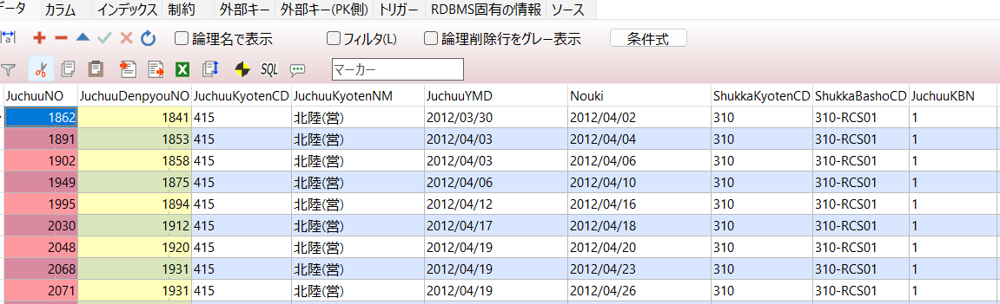 データ カラム インデックス 制約 外部キー 外部キー(PK側) トリガー RDBMS固有の情報 ソース
論理名で表示 フィルタ(L) 論理削除行をグレー表示 条件式
SQL マーカー
JuchuuNO JuchuuDenpyouNO JuchuuKyotenCD JuchuuKyotenNM JuchuuYMD Nouki ShukkaKyotenCD ShukkaBashoCD JuchuuKBN
1862 1841 415 北陸(営) 2012/03/30 2012/04/02 310 310-RCS01 1
1891 1853 415 北陸(営) 2012/04/03 2012/04/04 310 310-RCS01 1
1902 1858 415 北陸(営) 2012/04/03 2012/04/06 310 310-RCS01 1
1949 1875 415 北陸(営) 2012/04/06 2012/04/10 310 310-RCS01 1
1995 1894 415 北陸(営) 2012/04/12 2012/04/16 310 310-RCS01 1
2030 1912 415 北陸(営) 2012/04/17 2012/04/18 310 310-RCS01 1
2048 1920 415 北陸(営) 2012/04/19 2012/04/20 310 310-RCS01 1
2068 1931 415 北陸(営) 2012/04/19 2012/04/23 310 310-RCS01 1
2071 1931 415 北陸(営) 2012/04/19 2012/04/26 310 310-RCS01 1